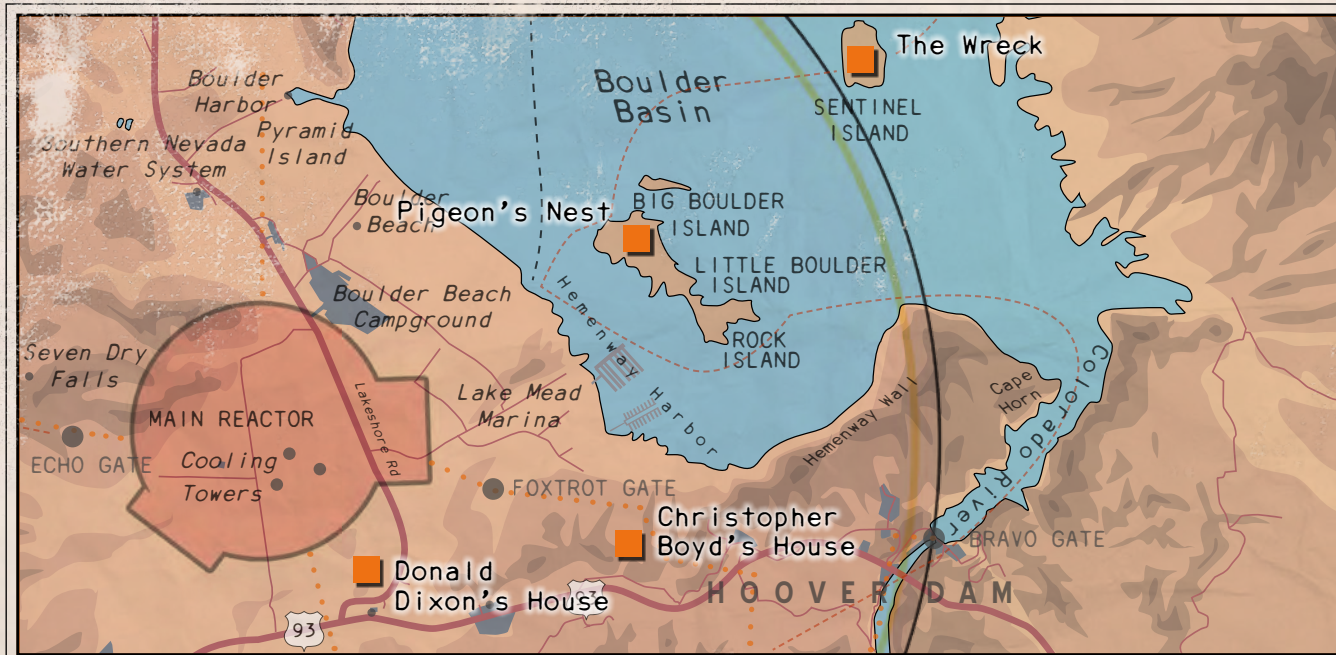 The Wreck
Boulder
Basin
Boulder
Harbor
SENTINEL
ISLAND
Pyramid
Island
Southern Nevada
Water System
Boulder
Beach
Pigeon's Nest
BIG BOULDER
ISLAND
LITTLE BOULDER
ISLAND
Boulder Beach
Campground
Hemenway Harbor
ROCK
ISLAND
Seven Dry
Falls
Colorado River
Cape
Horn
Hemenway Wall
Lakeshore Rd
Lake Mead
Marina
MAIN REACTOR
ECHO GATE
Cooling
Towers
FOXTROT GATE
Christopher
Boyd's House
BRAVO GATE
Donald
Dixon's House
HOOVER DAM
93
93